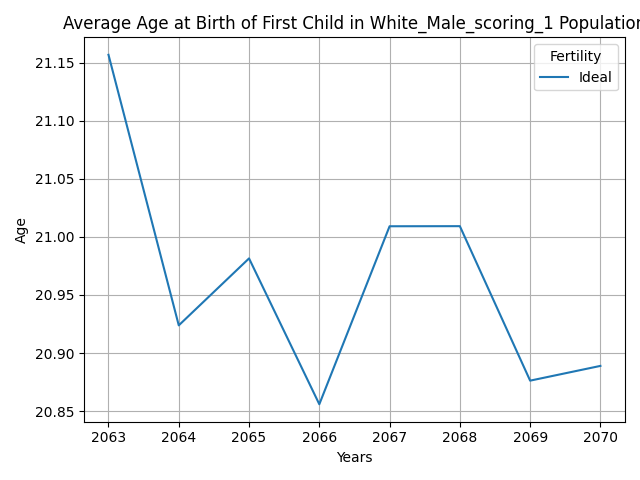 Average Age at Birth of First Child in White_Male_scoring_1 Population
Fertility
Ideal
21.15
21.10
21.05
21.00
20.95
20.90
20.85
Age
2063 2064 2065 2066 2067 2068 2069 2070
Years